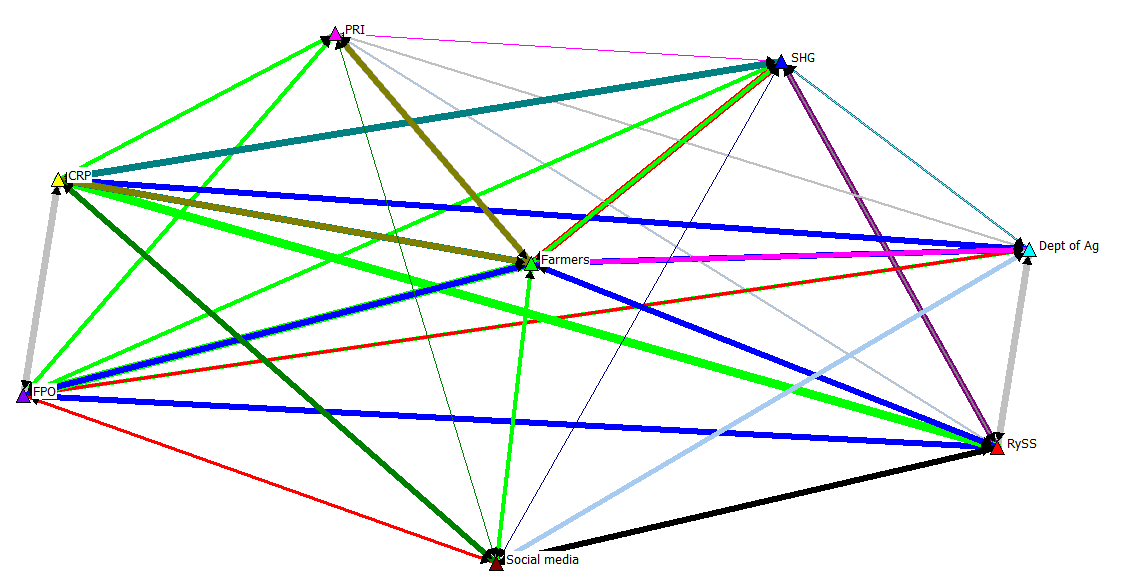 PRI
SHG
CRP
Dept of Ag
Farmers
FPO
RySS
Social media